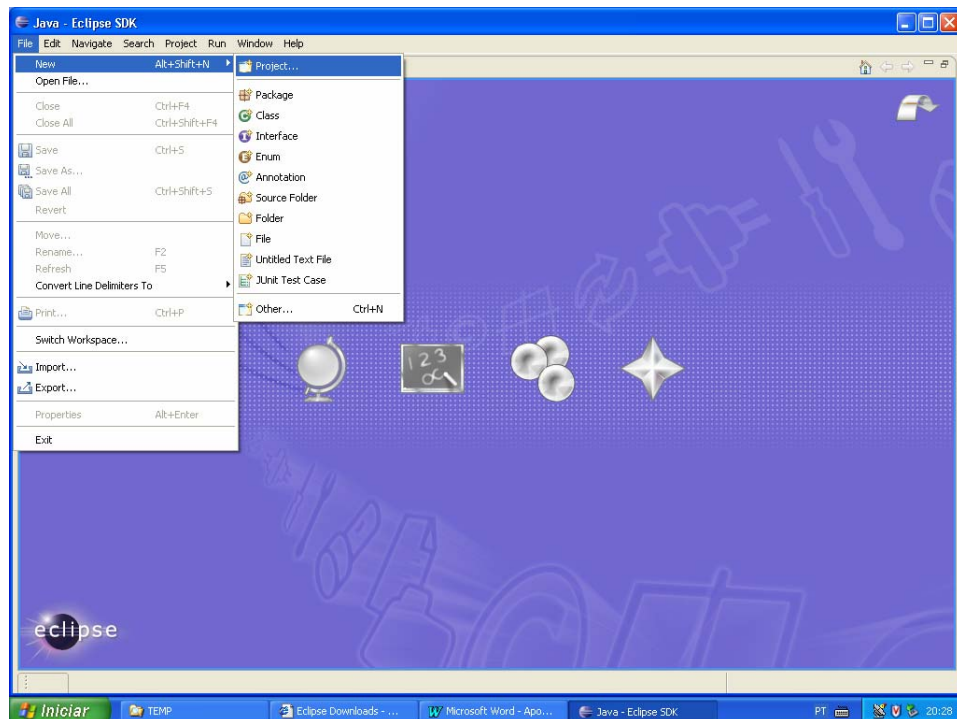 Java - Eclipse SDK
File Edit Navigate Search Project Run Window Help
New Alt+Shift+N
Open File...
Close Ctrl+F4
Close All Ctrl+Shift+F4
Save Ctrl+S
Save As...
Save All Ctrl+Shift+S
Revert
Move...
Rename... F2
Refresh F5
Convert Line Delimiters To
Print... Ctrl+P
Switch Workspace...
Import...
Export...
Properties Alt+Enter
Exit
Project...
Package
Class
Interface
Enum
Annotation
Source Folder
Folder
File
Untitled Text File
JUnit Test Case
Other... Ctrl+N
1 2 3
eclipse
Iniciar TEMP Eclipse Downloads - ... Microsoft Word - Apo... Java - Eclipse SDK PT 20:28